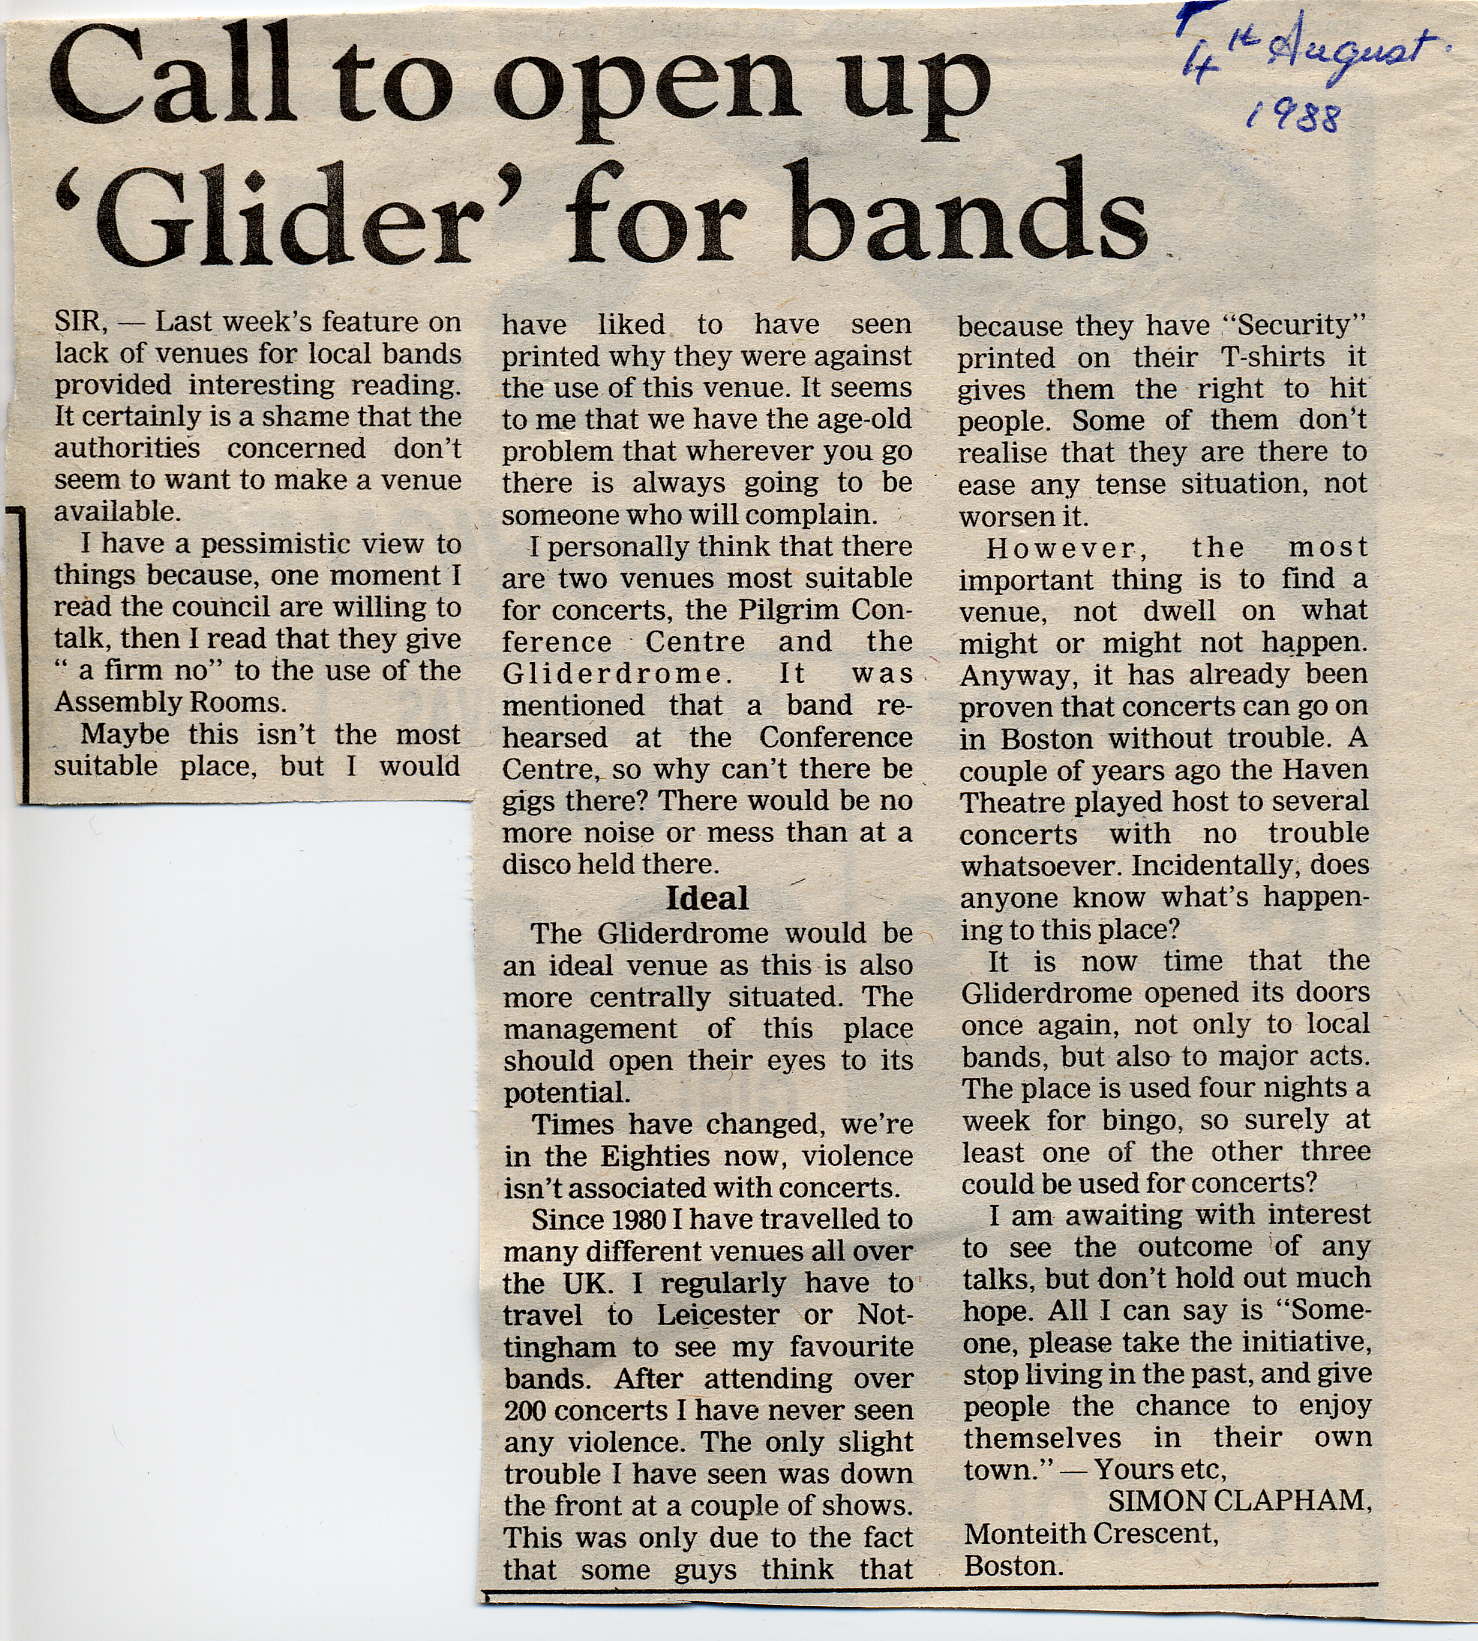 Call to open up
‘Glider’ for bands
4th August.
1988
SIR, — Last week's feature on
lack of venues for local bands
provided interesting reading.
It certainly is a shame that the
authorities concerned don't
seem to want to make a venue
available.
I have a pessimistic view to
things because, one moment I
read the council are willing to
talk, then I read that they give
“ a firm no” to the use of the
Assembly Rooms.
Maybe this isn't the most
suitable place, but I would
have liked to have seen
printed why they were against
the use of this venue. It seems
to me that we have the age-old
problem that wherever you go
there is always going to be
someone who will complain.
I personally think that there
are two venues most suitable
for concerts, the Pilgrim Con-
ference Centre and the
Gliderdrome. It was
mentioned that a band re-
hearsed at the Conference
Centre, so why can't there be
gigs there? There would be no
more noise or mess than at a
disco held there.
Ideal
The Gliderdrome would be
an ideal venue as this is also
more centrally situated. The
management of this place
should open their eyes to its
potential.
Times have changed, we're
in the Eighties now, violence
isn't associated with concerts.
Since 1980 I have travelled to
many different venues all over
the UK. I regularly have to
travel to Leicester or Not-
tingham to see my favourite
bands. After attending over
200 concerts I have never seen
any violence. The only slight
trouble I have seen was down
the front at a couple of shows.
This was only due to the fact
that some guys think that
because they have “Security”
printed on their T-shirts it
gives them the right to hit
people. Some of them don't
realise that they are there to
ease any tense situation, not
worsen it.
However, the most
important thing is to find a
venue, not dwell on what
might or might not happen.
Anyway, it has already been
proven that concerts can go on
in Boston without trouble. A
couple of years ago the Haven
Theatre played host to several
concerts with no trouble
whatsoever. Incidentally, does
anyone know what's happen-
ing to this place?
It is now time that the
Gliderdrome opened its doors
once again, not only to local
bands, but also to major acts.
The place is used four nights a
week for bingo, so surely at
least one of the other three
could be used for concerts?
I am awaiting with interest
to see the outcome of any
talks, but don't hold out much
hope. All I can say is “Some-
one, please take the initiative,
stop living in the past, and give
people the chance to enjoy
themselves in their own
town.” — Yours etc,
SIMON CLAPHAM,
Monteith Crescent,
Boston.